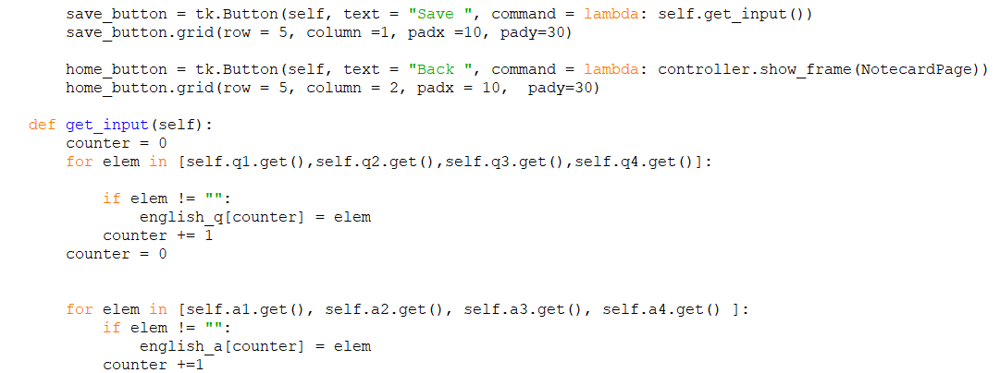 save_button = tk.Button(self, text = "Save ", command = lambda: self.get_input())
save_button.grid(row = 5, column =1, padx =10, pady=30)
home_button = tk.Button(self, text = "Back ", command = lambda: controller.show_frame(NotecardPage))
home_button.grid(row = 5, column = 2, padx = 10,  pady=30)
def get_input(self):
counter = 0
for elem in [self.q1.get(),self.q2.get(),self.q3.get(),self.q4.get()]:
if elem != "":
english_q[counter] = elem
counter += 1
counter = 0
for elem in [self.a1.get(), self.a2.get(), self.a3.get(), self.a4.get() ]:
if elem != "":
english_a[counter] = elem
counter +=1